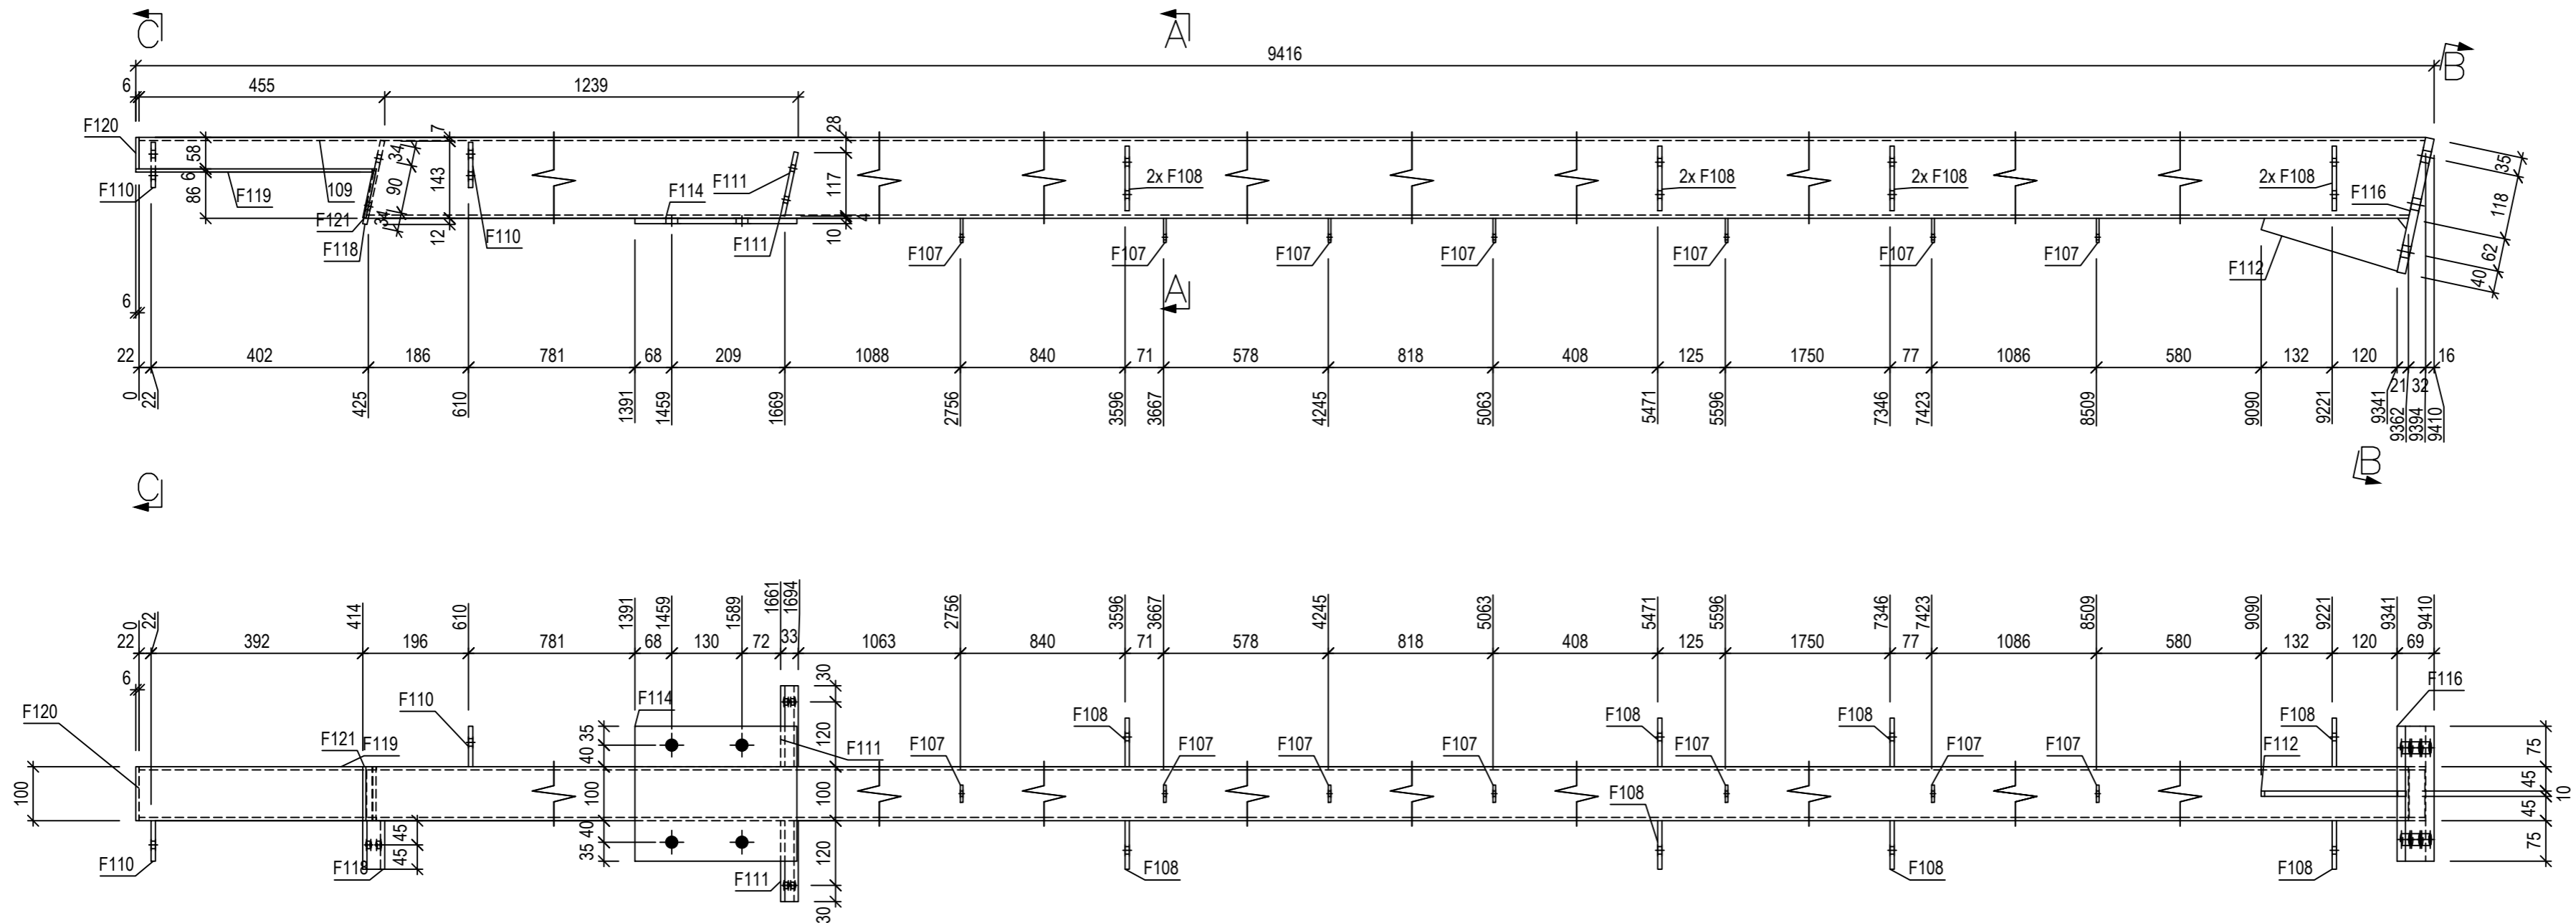 C
A
9416
B
6
455
1239
F120
58
6
86
F110
F119
109
34
90
34
7
143
12
F121
F118
F110
F114
F111
F111
28
117
4
10
F107
2x F108
F107
F107
F107
2x F108
F107
2x F108
F107
F107
2x F108
F116
F112
35
118
62
40
6
A
22
402
186
781
68
209
1088
840
71
578
818
408
125
1750
77
1086
580
132
120
21
32
16
0
22
425
610
1391
1459
1669
2756
3596
3667
4245
5063
5471
5596
7346
7423
8509
9090
9221
9341
9362
9394
9410
C
B
0
22
414
610
1391
1459
1589
1661
1694
2756
3596
3667
4245
5063
5471
5596
7346
7423
8509
9090
9221
9341
9410
22
392
196
781
68
130
72
33
1063
840
71
578
818
408
125
1750
77
1086
580
132
120
69
6
F120
F110
F114
F121
F119
F111
F107
F108
F107
F107
F107
F108
F107
F108
F107
F107
F112
F108
F116
100
35
40
100
40
35
30
120
100
120
30
45
45
F110
F118
F111
F108
F108
F108
F108
75
45
10
45
75